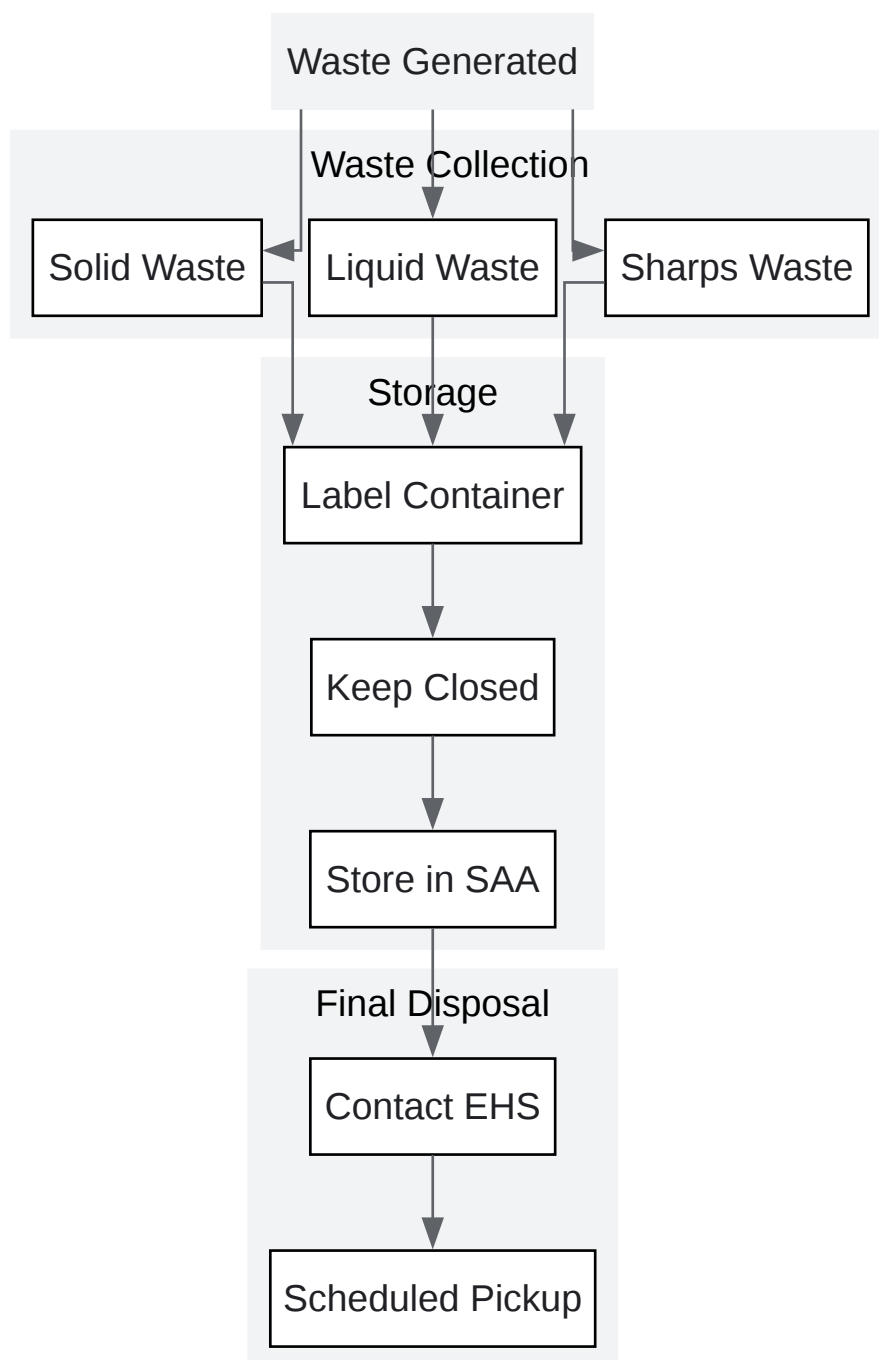 Waste Generated
Waste Collection
Solid Waste
Liquid Waste
Sharps Waste
Storage
Label Container
Keep Closed
Store in SAA
Final Disposal
Contact EHS
Scheduled Pickup